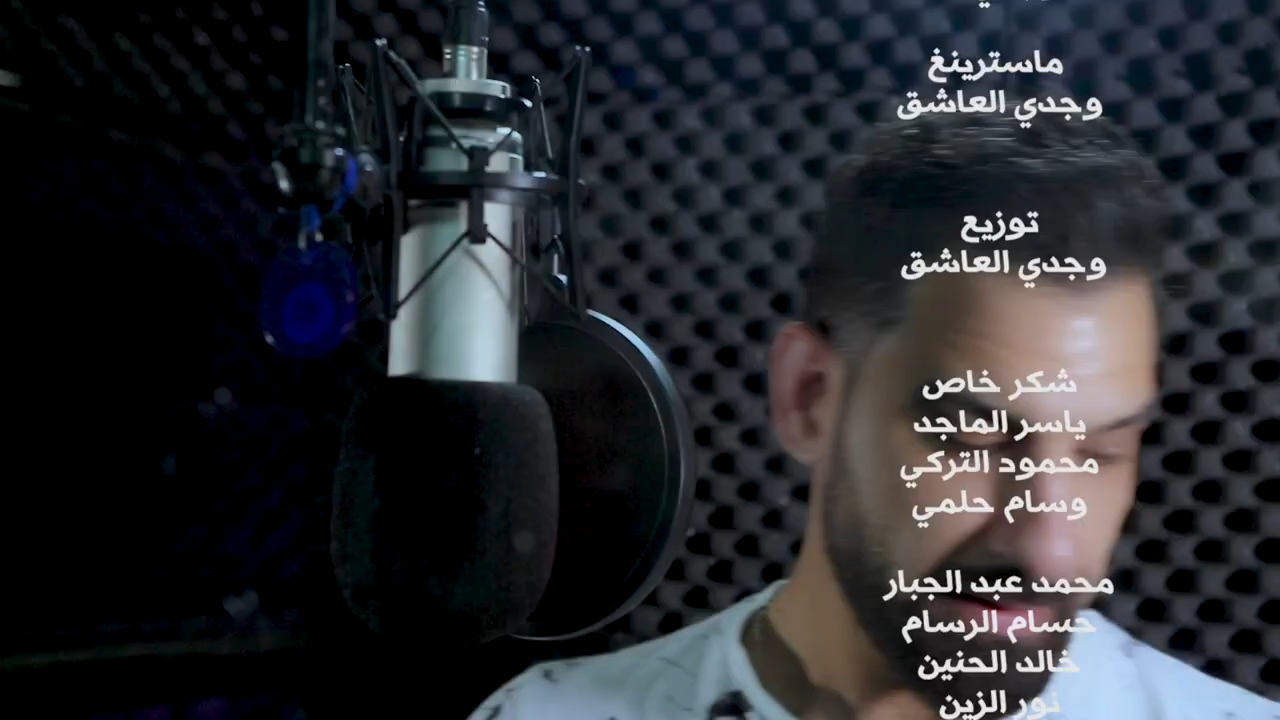 ماسترينغ
وجدي العاشق
توزيع
وجدي العاشق
شكر خاص
ياسر الماجد
محمود التركي
وسام حلمي
محمد عبد الجبار
حسام الرسام
خالد الحنين
نور الزين